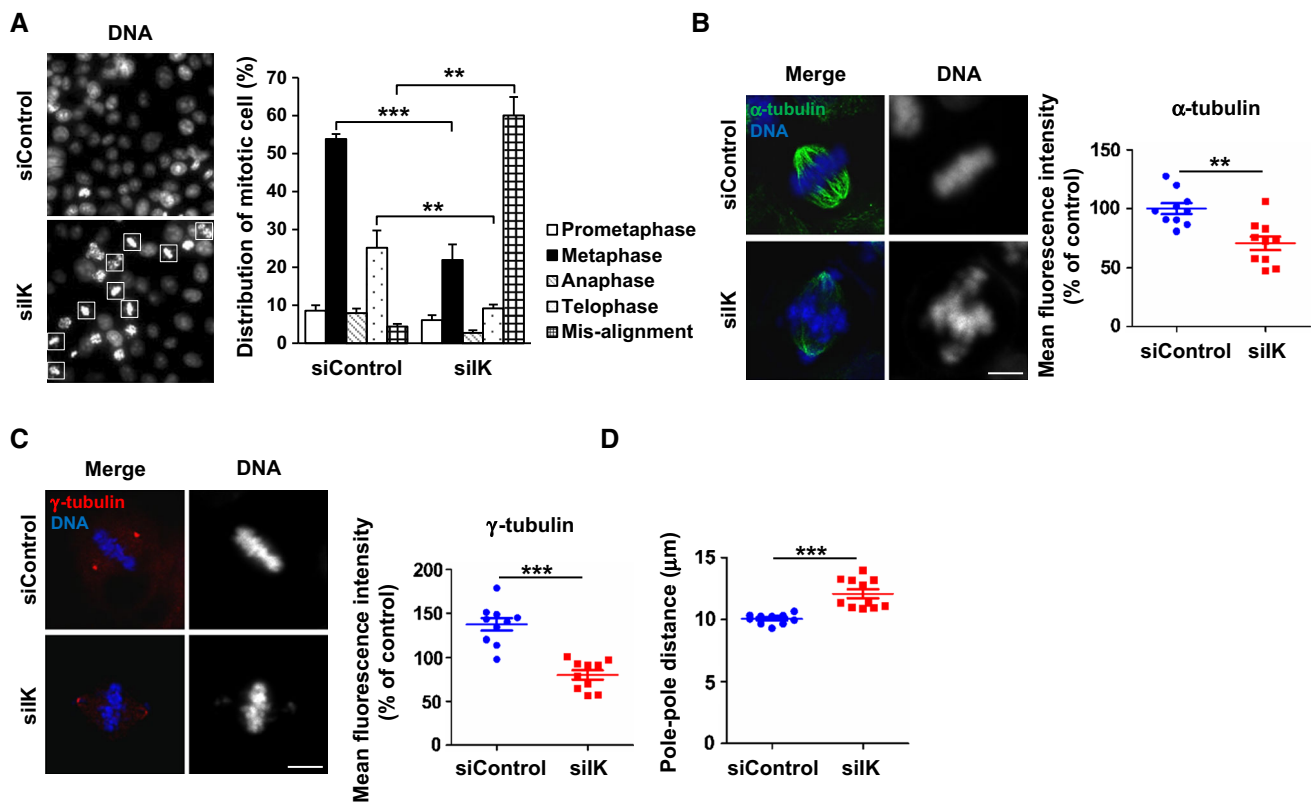 A
DNA
siControl
siIK
Distribution of mitotic cell (%)
70
60
50
40
30
20
10
0
***
**
**
siControl
siIK
Prometaphase
Metaphase
Anaphase
Telophase
Mis-alignment
B
Merge
DNA
α-tubulin
DNA
siControl
siIK
Mean fluorescence intensity
(% of control)
α-tubulin
150
100
50
0
**
siControl
siIK
C
Merge
DNA
γ-tubulin
DNA
siControl
siIK
Mean fluorescence intensity
(% of control)
γ-tubulin
200
150
100
50
0
***
siControl
siIK
D
Pole-pole distance (μm)
15
10
5
0
***
siControl
siIK